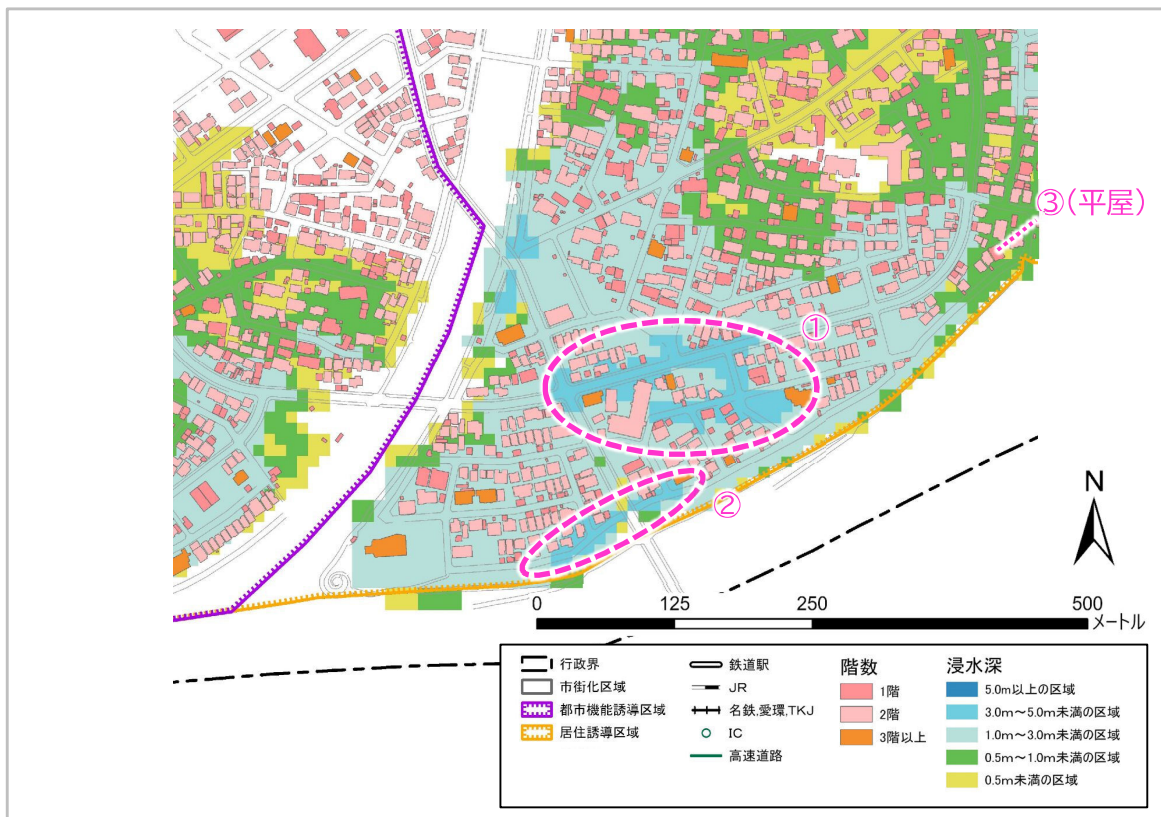 ③(平屋)
①
②
N
0 125 250 500
メートル
行政界
市街化区域
都市機能誘導区域
居住誘導区域
鉄道駅
JR
名鉄,愛環,TKJ
IC
高速道路
階数
1階
2階
3階以上
浸水深
5.0m以上の区域
3.0m~5.0m未満の区域
1.0m~3.0m未満の区域
0.5m~1.0m未満の区域
0.5m未満の区域